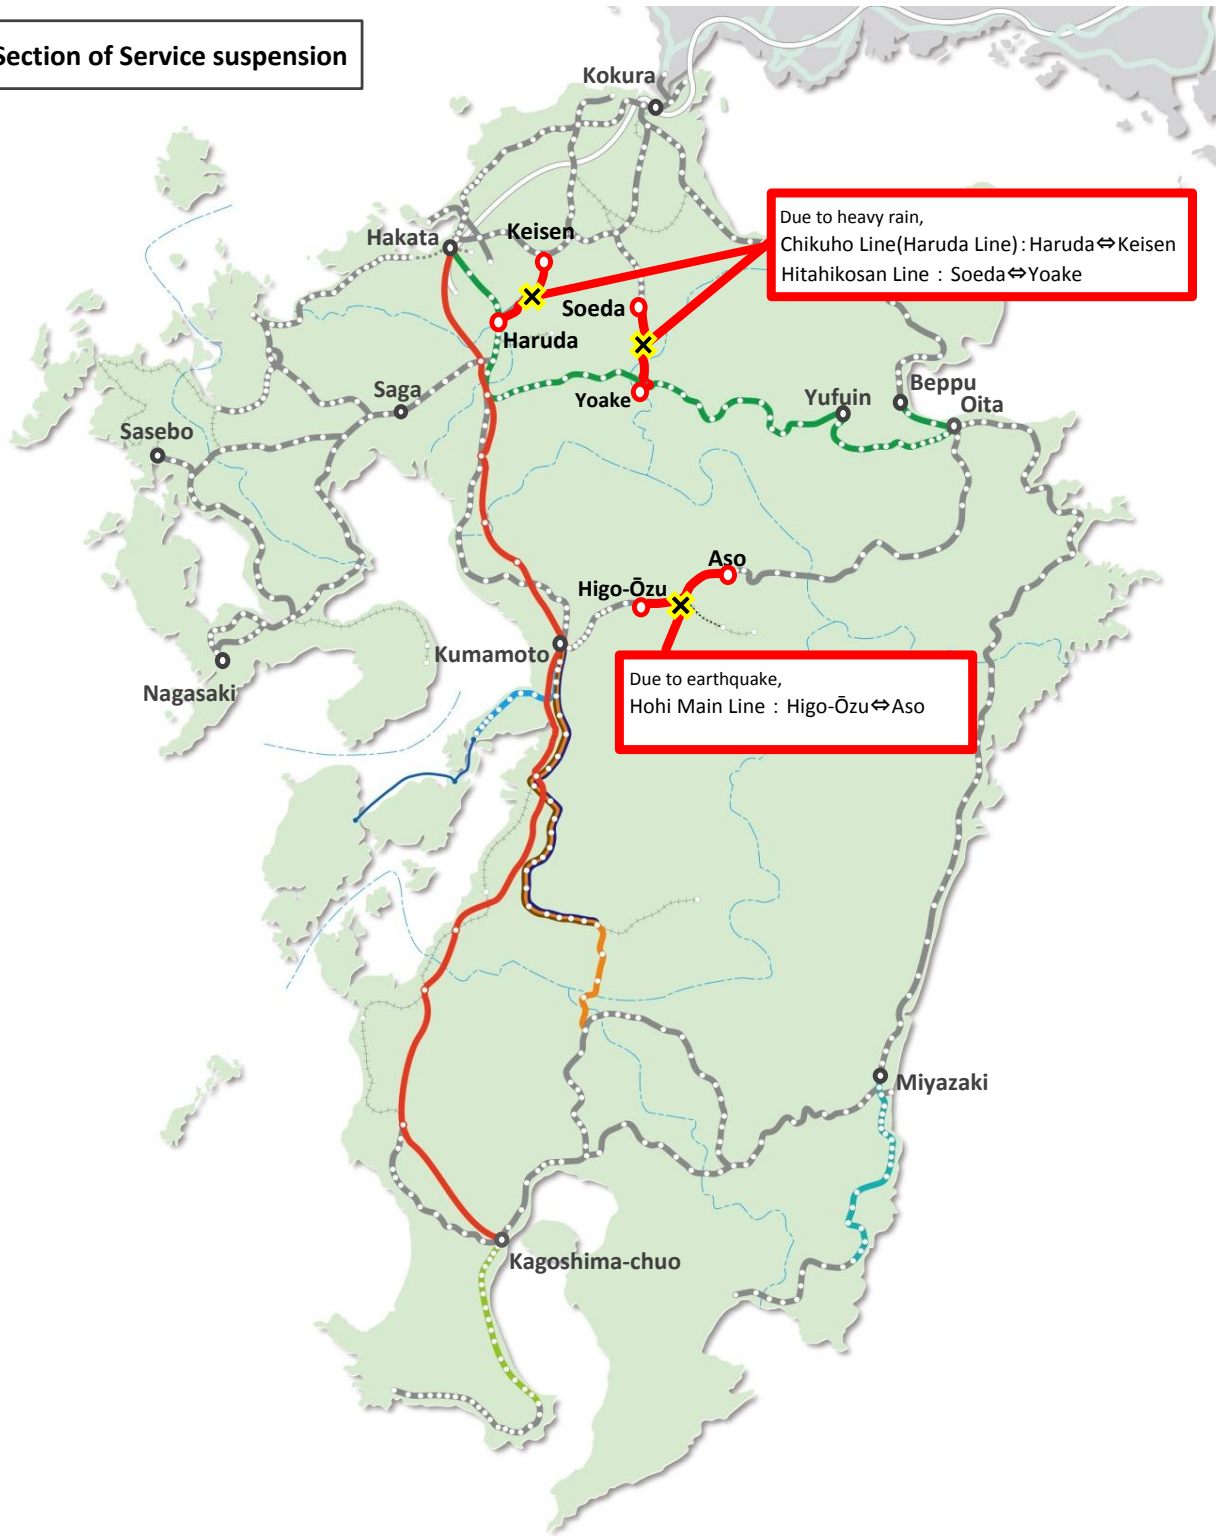 Section of Service suspension
Kokura
Due to heavy rain,
Chikuho Line(Haruda Line) : Haruda⇔Keisen
Hitahikosan Line : Soeda⇔Yoake
Hakata
Keisen
Soeda
Haruda
Saga
Yoake
Yufuin
Beppu
Oita
Sasebo
Aso
Higo-Ōzu
Kumamoto
Nagasaki
Due to earthquake,
Hohi Main Line : Higo-Ōzu⇔Aso
Miyazaki
Kagoshima-chuo